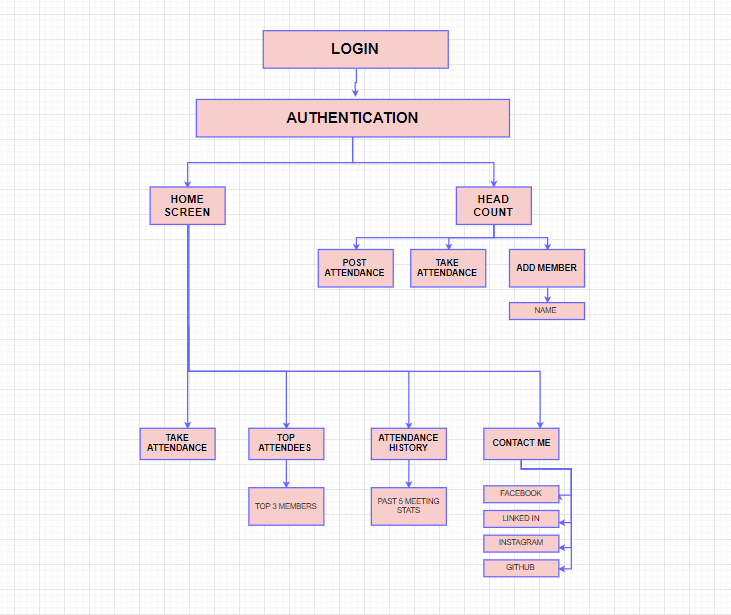 LOGIN
AUTHENTICATION
HOME
SCREEN
HEAD
COUNT
POST
ATTENDANCE
TAKE
ATTENDANCE
ADD MEMBER
NAME
TAKE
ATTENDANCE
TOP
ATTENDEES
ATTENDANCE
HISTORY
CONTACT ME
TOP 3 MEMBERS
PAST 5 MEETING
STATS
FACEBOOK
LINKED IN
INSTAGRAM
GITHUB